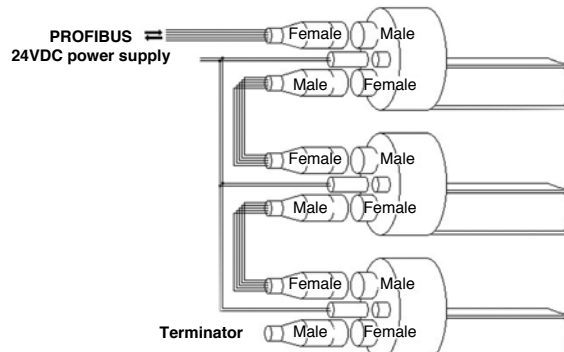 PROFIBUS Female Male
24VDC power supply
Male Female
Female Male
Male Female
Female Male
Terminator Male Female